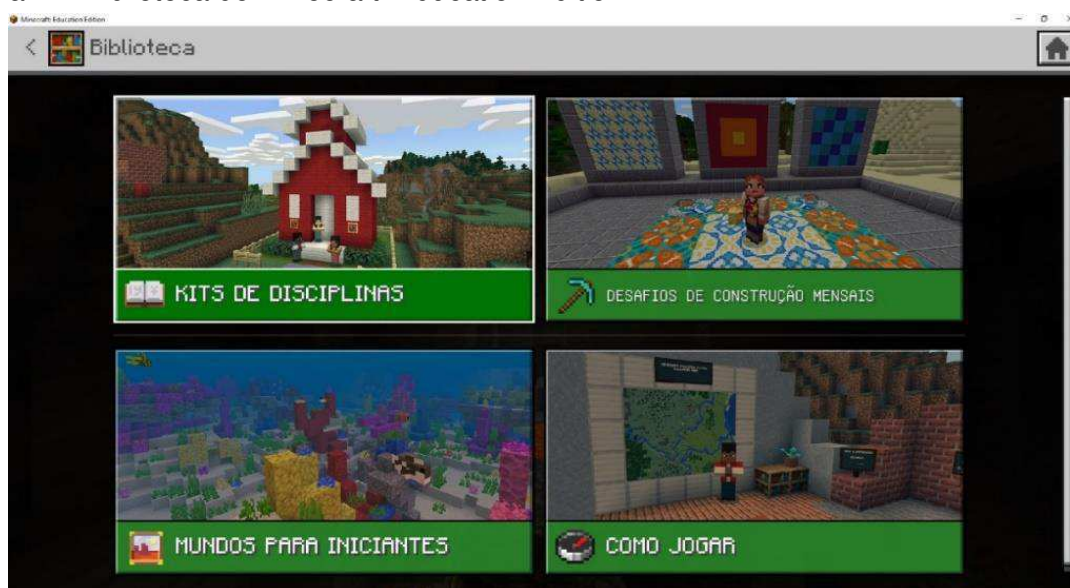 Minecraft: Education Edition
Biblioteca
KITS DE DISCIPLINAS
DESAFIOS DE CONSTRUÇÃO MENSAIS
MUNDOS PARA INICIANTES
COMO JOGAR